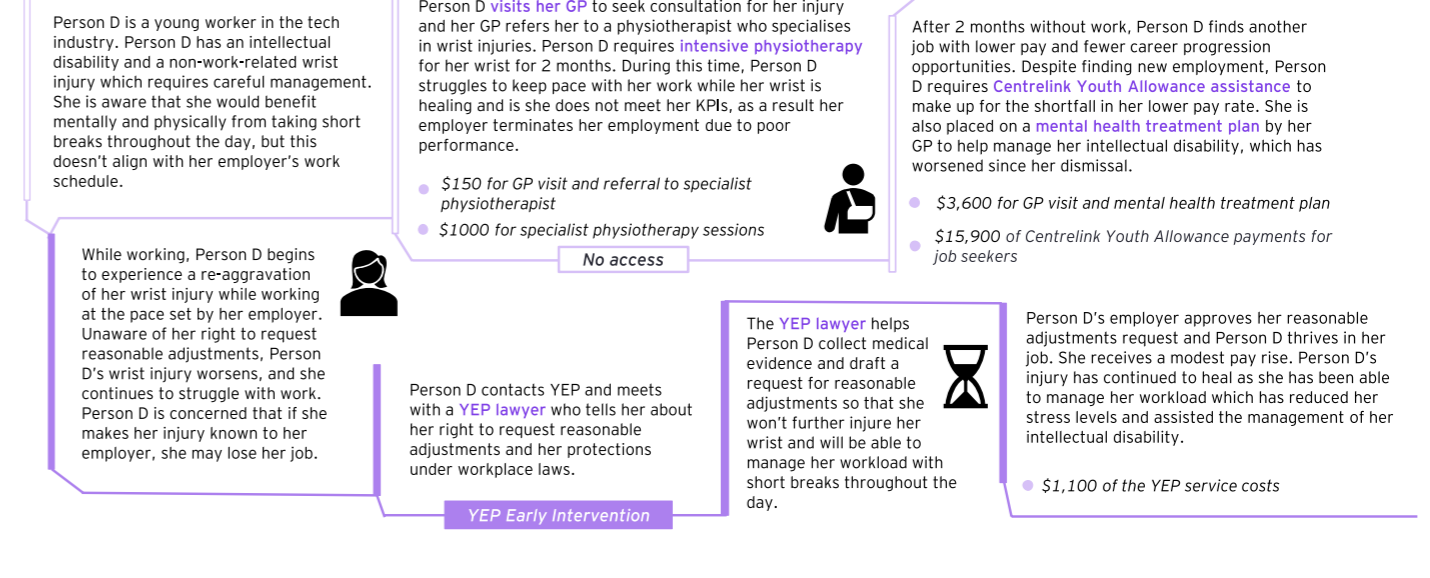 Person D is a young worker in the tech
industry. Person D has an intellectual
disability and a non-work-related wrist
injury which requires careful management.
She is aware that she would benefit
mentally and physically from taking short
breaks throughout the day, but this
doesn't align with her employer's work
schedule.
While working, Person D begins
to experience a re-aggravation
of her wrist injury while working
at the pace set by her employer.
Unaware of her right to request
reasonable adjustments, Person
D's wrist injury worsens, and she
continues to struggle with work.
Person D is concerned that if she
makes her injury known to her
employer, she may lose her job.
Person D visits her GP to seek consultation for her injury
and her GP refers her to a physiotherapist who specialises
in wrist injuries. Person D requires intensive physiotherapy
for her wrist for 2 months. During this time, Person D
struggles to keep pace with her work while her wrist is
healing and is she does not meet her KPIs, as a result her
employer terminates her employment due to poor
performance.
$150 for GP visit and referral to specialist
physiotherapist
$1000 for specialist physiotherapy sessions
No access
After 2 months without work, Person D finds another
job with lower pay and fewer career progression
opportunities. Despite finding new employment, Person
D requires Centrelink Youth Allowance assistance to
make up for the shortfall in her lower pay rate. She is
also placed on a mental health treatment plan by her
GP to help manage her intellectual disability, which has
worsened since her dismissal.
$3,600 for GP visit and mental health treatment plan
$15,900 of Centrelink Youth Allowance payments for
job seekers
Person D contacts YEP and meets
with a YEP lawyer who tells her about
her right to request reasonable
adjustments and her protections
under workplace laws.
YEP Early Intervention
The YEP lawyer helps
Person D collect medical
evidence and draft a
request for reasonable
adjustments so that she
won't further injure her
wrist and will be able to
manage her workload with
short breaks throughout the
day.
Person D's employer approves her reasonable
adjustments request and Person D thrives in her
job. She receives a modest pay rise. Person D's
injury has continued to heal as she has been able
to manage her workload which has reduced her
stress levels and assisted the management of her
intellectual disability.
$1,100 of the YEP service costs